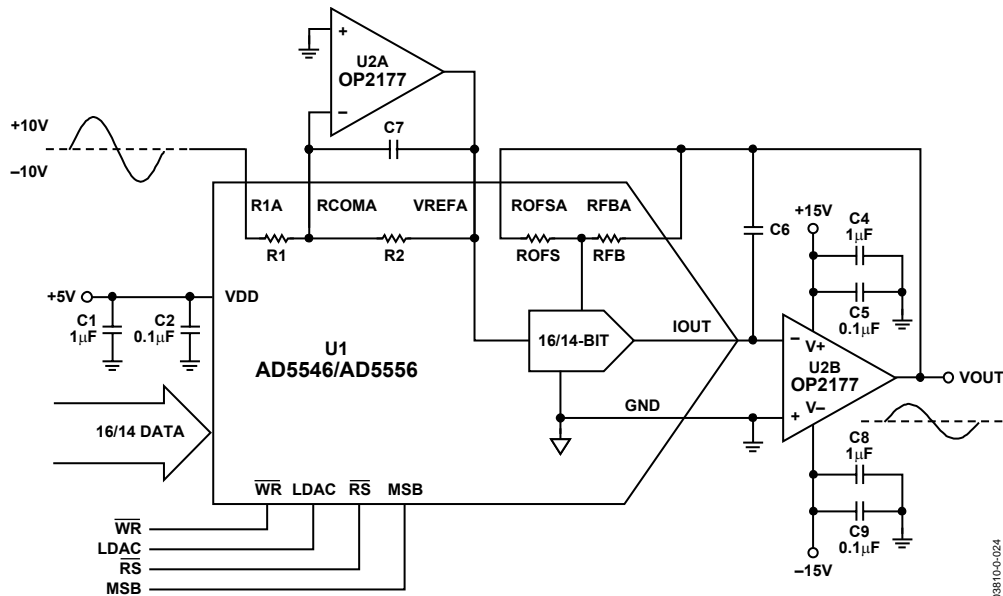 U2A
OP2177
+
−
C7
+10V
−10V
R1A
RCOMA
VREFA
ROFSA
RFBA
R1
R2
ROFS
RFB
C6
+15V
C4
1μF
C5
0.1μF
+5V
VDD
C1
1μF
C2
0.1μF
U1
AD5546/AD5556
16/14-BIT
IOUT
GND
−
V+
U2B
OP2177
+
V−
VOUT
16/14 DATA
C8
1μF
C9
0.1μF
−15V
WR
LDAC
RS
MSB
WR
LDAC
RS
MSB
03810-0-024